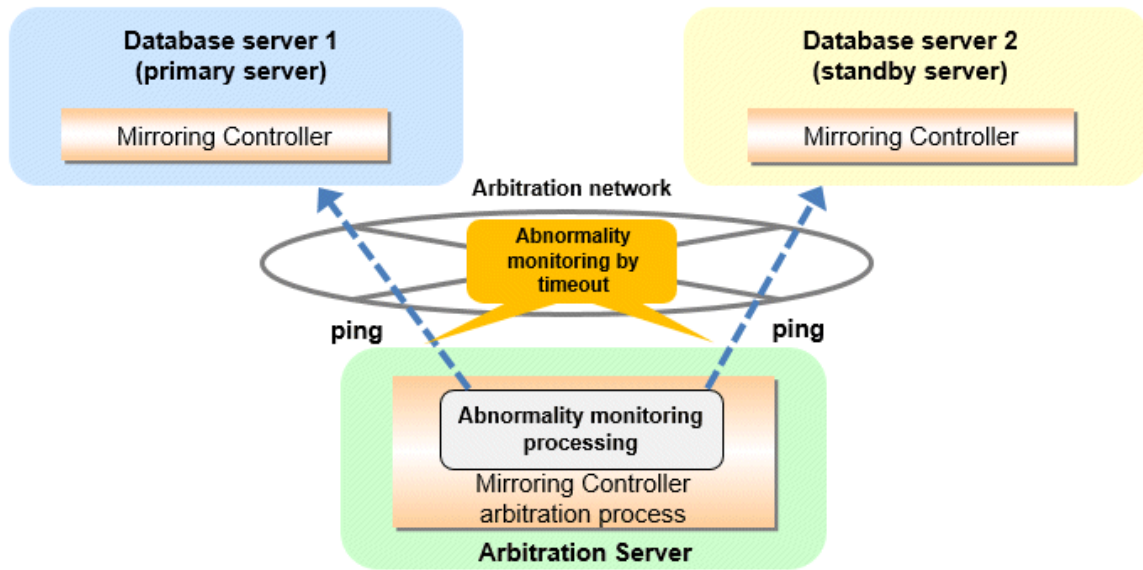 Database server 1
(primary server)
Mirroring Controller
Database server 2
(standby server)
Mirroring Controller
Arbitration network
Abnormality
monitoring by
timeout
ping
ping
Abnormality monitoring
processing
Mirroring Controller
arbitration process
Arbitration Server